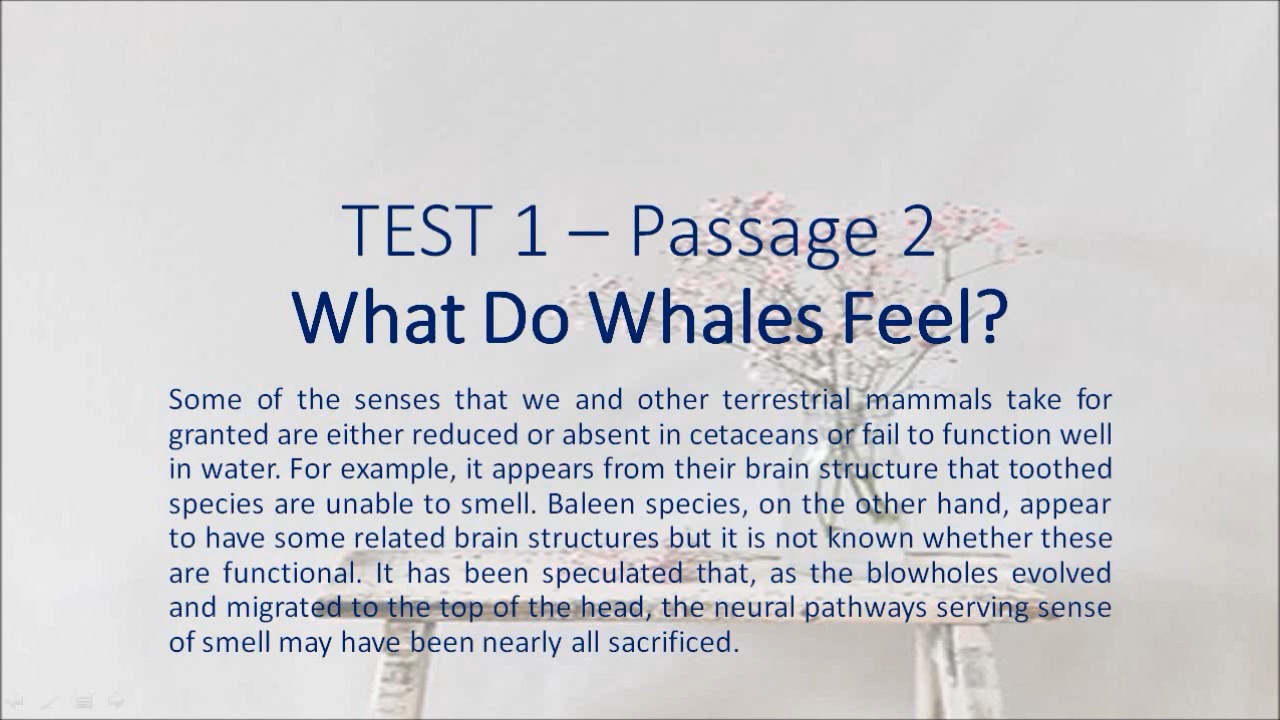 TEST 1 – Passage 2
What Do Whales Feel?
Some of the senses that we and other terrestrial mammals take for
granted are either reduced or absent in cetaceans or fail to function well
in water. For example, it appears from their brain structure that toothed
species are unable to smell. Baleen species, on the other hand, appear
to have some related brain structures but it is not known whether these
are functional. It has been speculated that, as the blowholes evolved
and migrated to the top of the head, the neural pathways serving sense
of smell may have been nearly all sacrificed.